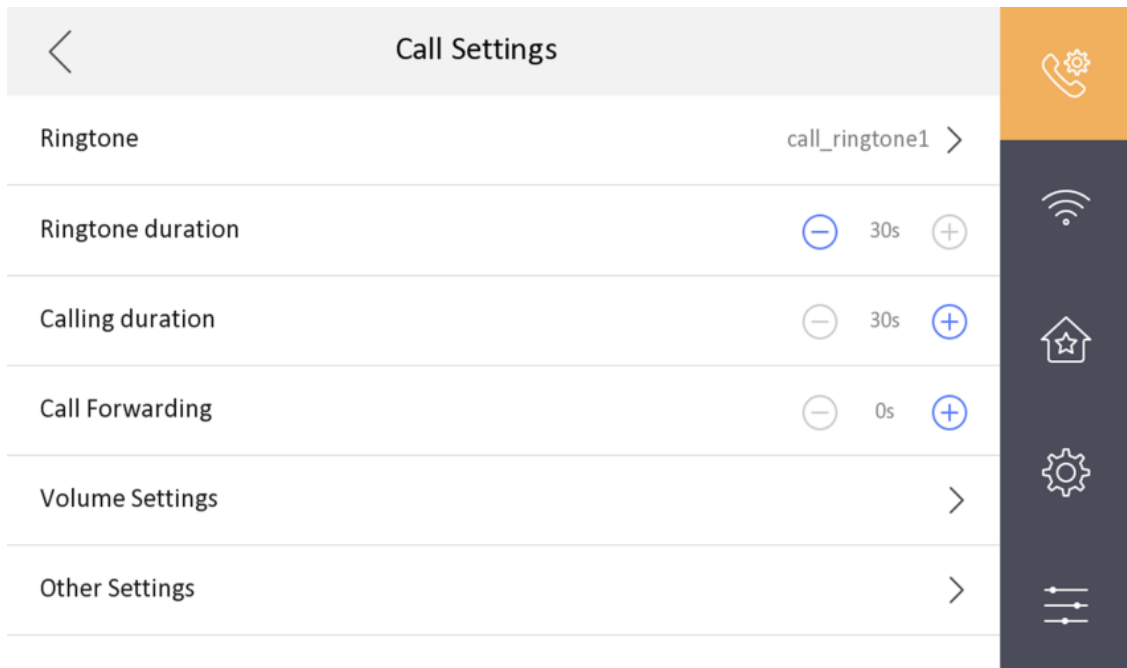 Call Settings
Ringtone call_ringtone1
Ringtone duration 30s
Calling duration 30s
Call Forwarding 0s
Volume Settings
Other Settings